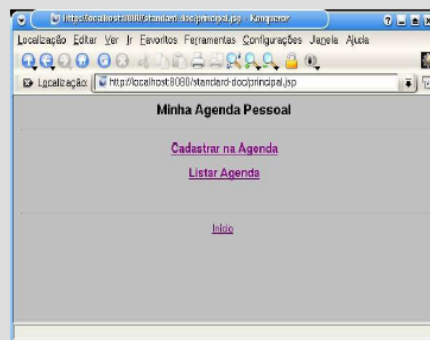 http://localhost:8080/standard-doc/principal.jsp - Konqueror
Localização Editar Ver Ir Favoritos Ferramentas Configurações Janela Ajuda
Localização: http://localhost:8080/standard-doc/principal.jsp
Minha Agenda Pessoal
Cadastrar na Agenda
Listar Agenda
Início